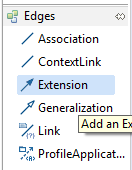 Edges
Association
ContextLink
Extension
Generalization
Link
Add an Ex
ProfileApplicat...